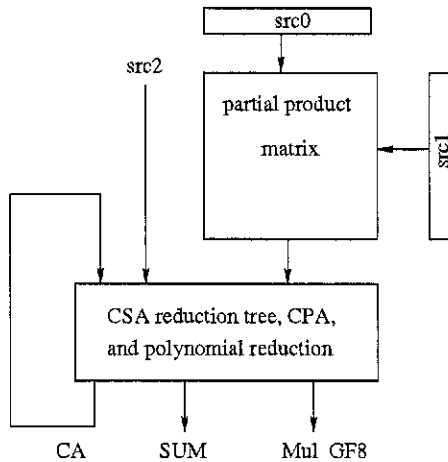 src0
src2
partial product
matrix
src1
CSA reduction tree, CPA,
and polynomial reduction
CA SUM Mul GF8